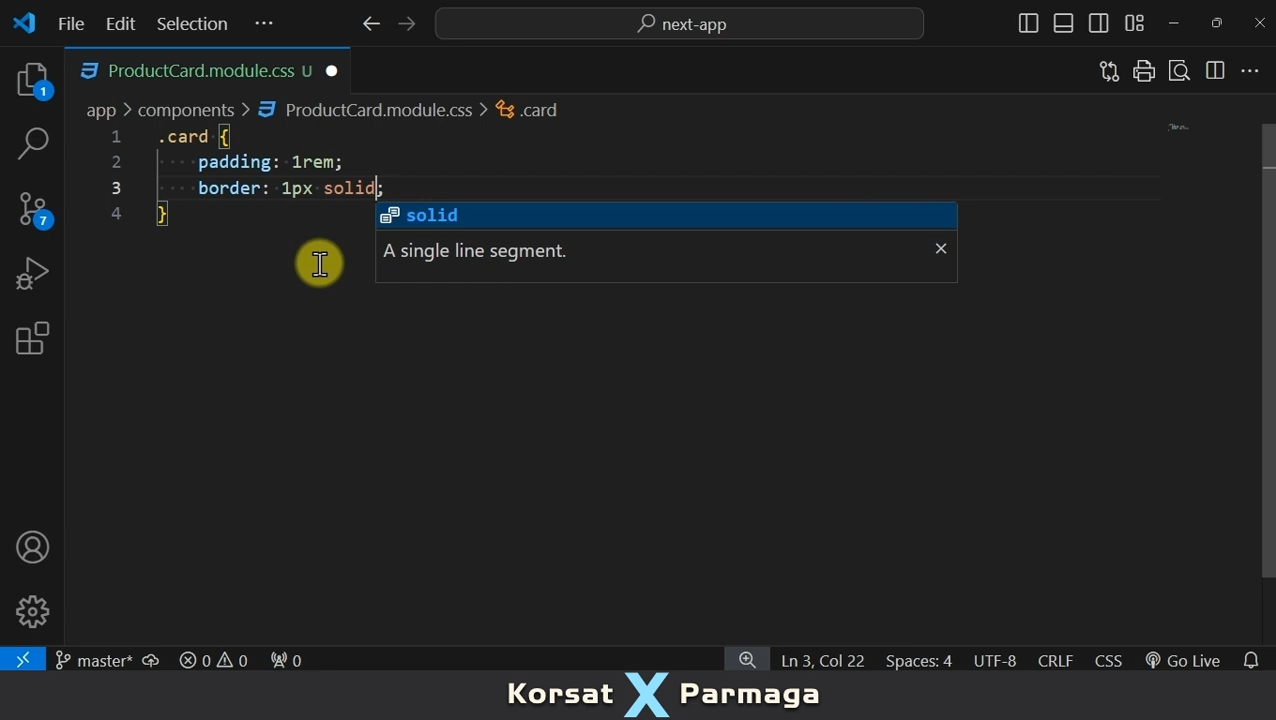 File Edit Selection ··· next-app
ProductCard.module.css U
app > components > ProductCard.module.css > .card
1 .card {
2 padding: 1rem;
3 border: 1px solid;
4 }
solid
A single line segment.
1
7
master* 0 0 0 Ln 3, Col 22 Spaces: 4 UTF-8 CRLF CSS Go Live
Korsat X Parmaga